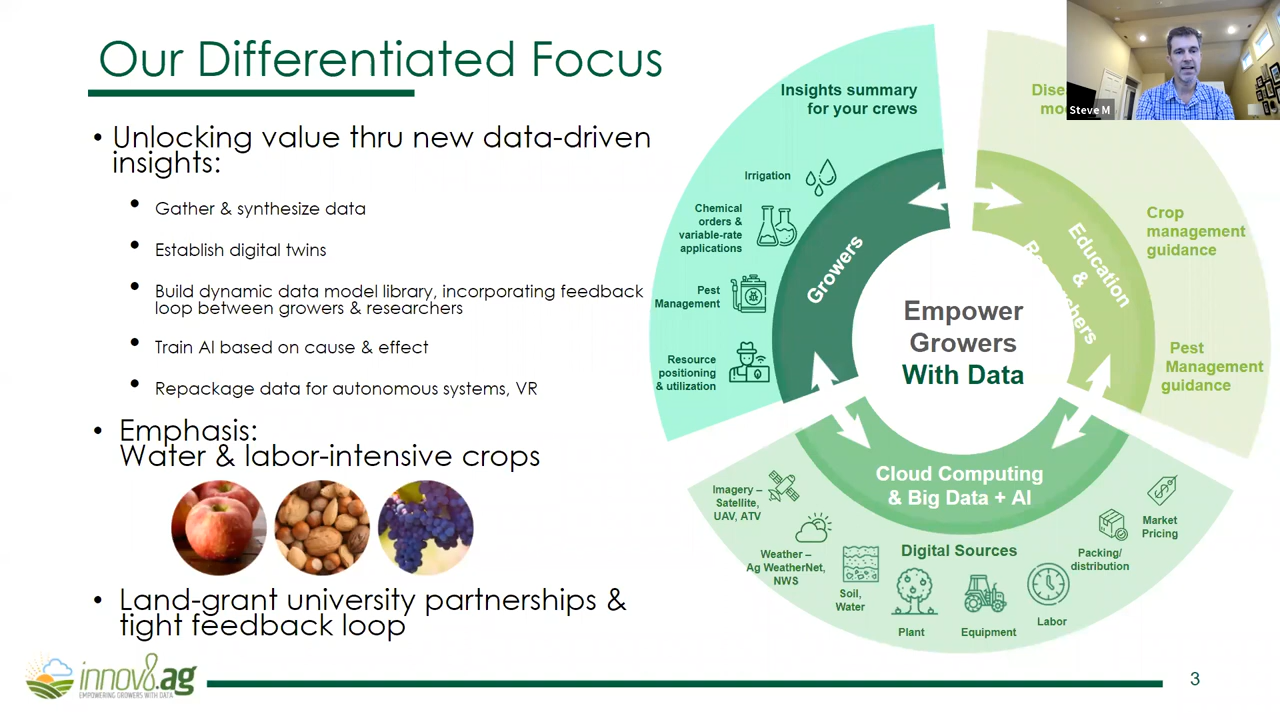 Our Differentiated Focus
• Unlocking value thru new data-driven
insights:
• Gather & synthesize data
• Establish digital twins
• Build dynamic data model library, incorporating feedback
loop between growers & researchers
• Train AI based on cause & effect
• Repackage data for autonomous systems, VR
• Emphasis:
Water & labor-intensive crops
• Land-grant university partnerships &
tight feedback loop
innov8.ag
EMPOWERING GROWERS WITH DATA
Insights summary
for your crews
Irrigation
Chemical
orders &
variable-rate
applications
Pest
Management
Resource
positioning
& utilization
Growers
Steve M
Crop
management
guidance
Pest
Management
guidance
Education
&
Empower
Growers
With Data
Cloud Computing
& Big Data + AI
Digital Sources
Imagery –
Satellite,
UAV, ATV
Weather –
Ag WeatherNet,
NWS
Soil,
Water
Plant
Equipment
Labor
Packing/
distribution
Market
Pricing
3